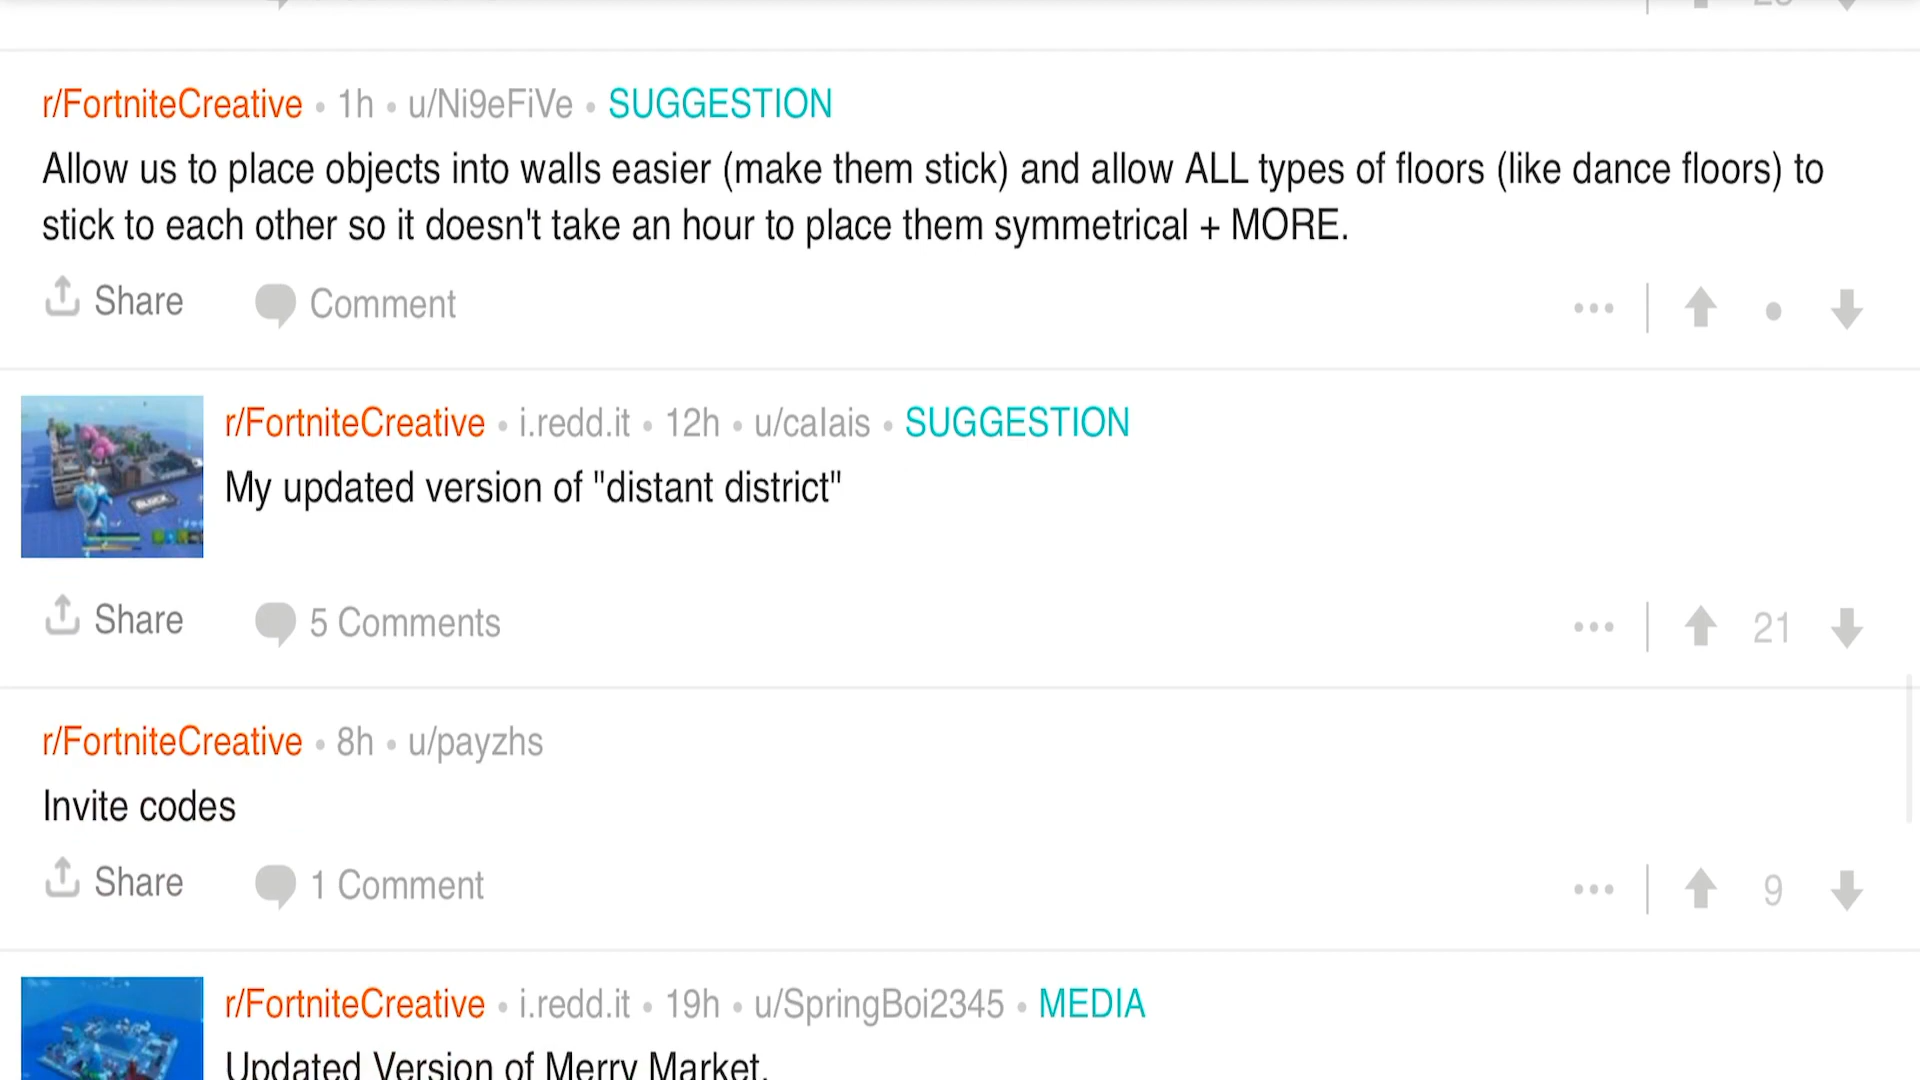 r/FortniteCreative • 1h • u/Ni9eFiVe • SUGGESTION
Allow us to place objects into walls easier (make them stick) and allow ALL types of floors (like dance floors) to
stick to each other so it doesn't take an hour to place them symmetrical + MORE.
Share Comment
r/FortniteCreative • i.redd.it • 12h • u/calais • SUGGESTION
My updated version of "distant district"
Share 5 Comments 21
r/FortniteCreative • 8h • u/payzhs
Invite codes
Share 1 Comment 9
r/FortniteCreative • i.redd.it • 19h • u/SpringBoi2345 • MEDIA
Updated Version of Merry Market.